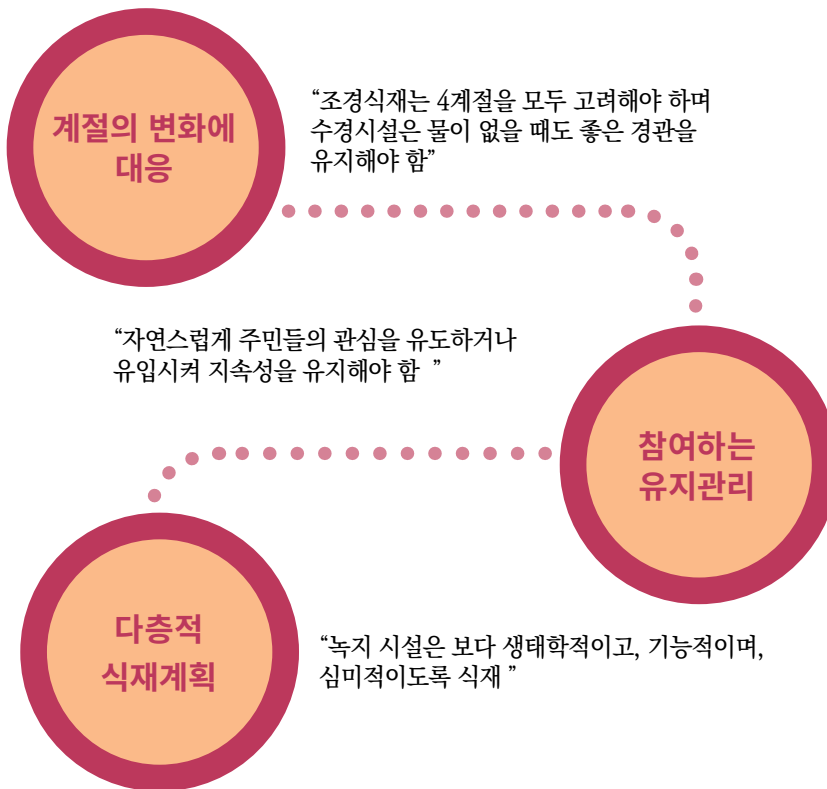 계절의 변화에
대응
“조경식재는 4계절을 모두 고려해야 하며
수경시설은 물이 없을 때도 좋은 경관을
유지해야 함”
“자연스럽게 주민들의 관심을 유도하거나
유입시켜 지속성을 유지해야 함 ”
참여하는
유지관리
다층적
식재계획
“녹지 시설은 보다 생태학적이고, 기능적이며,
심미적이도록 식재 ”